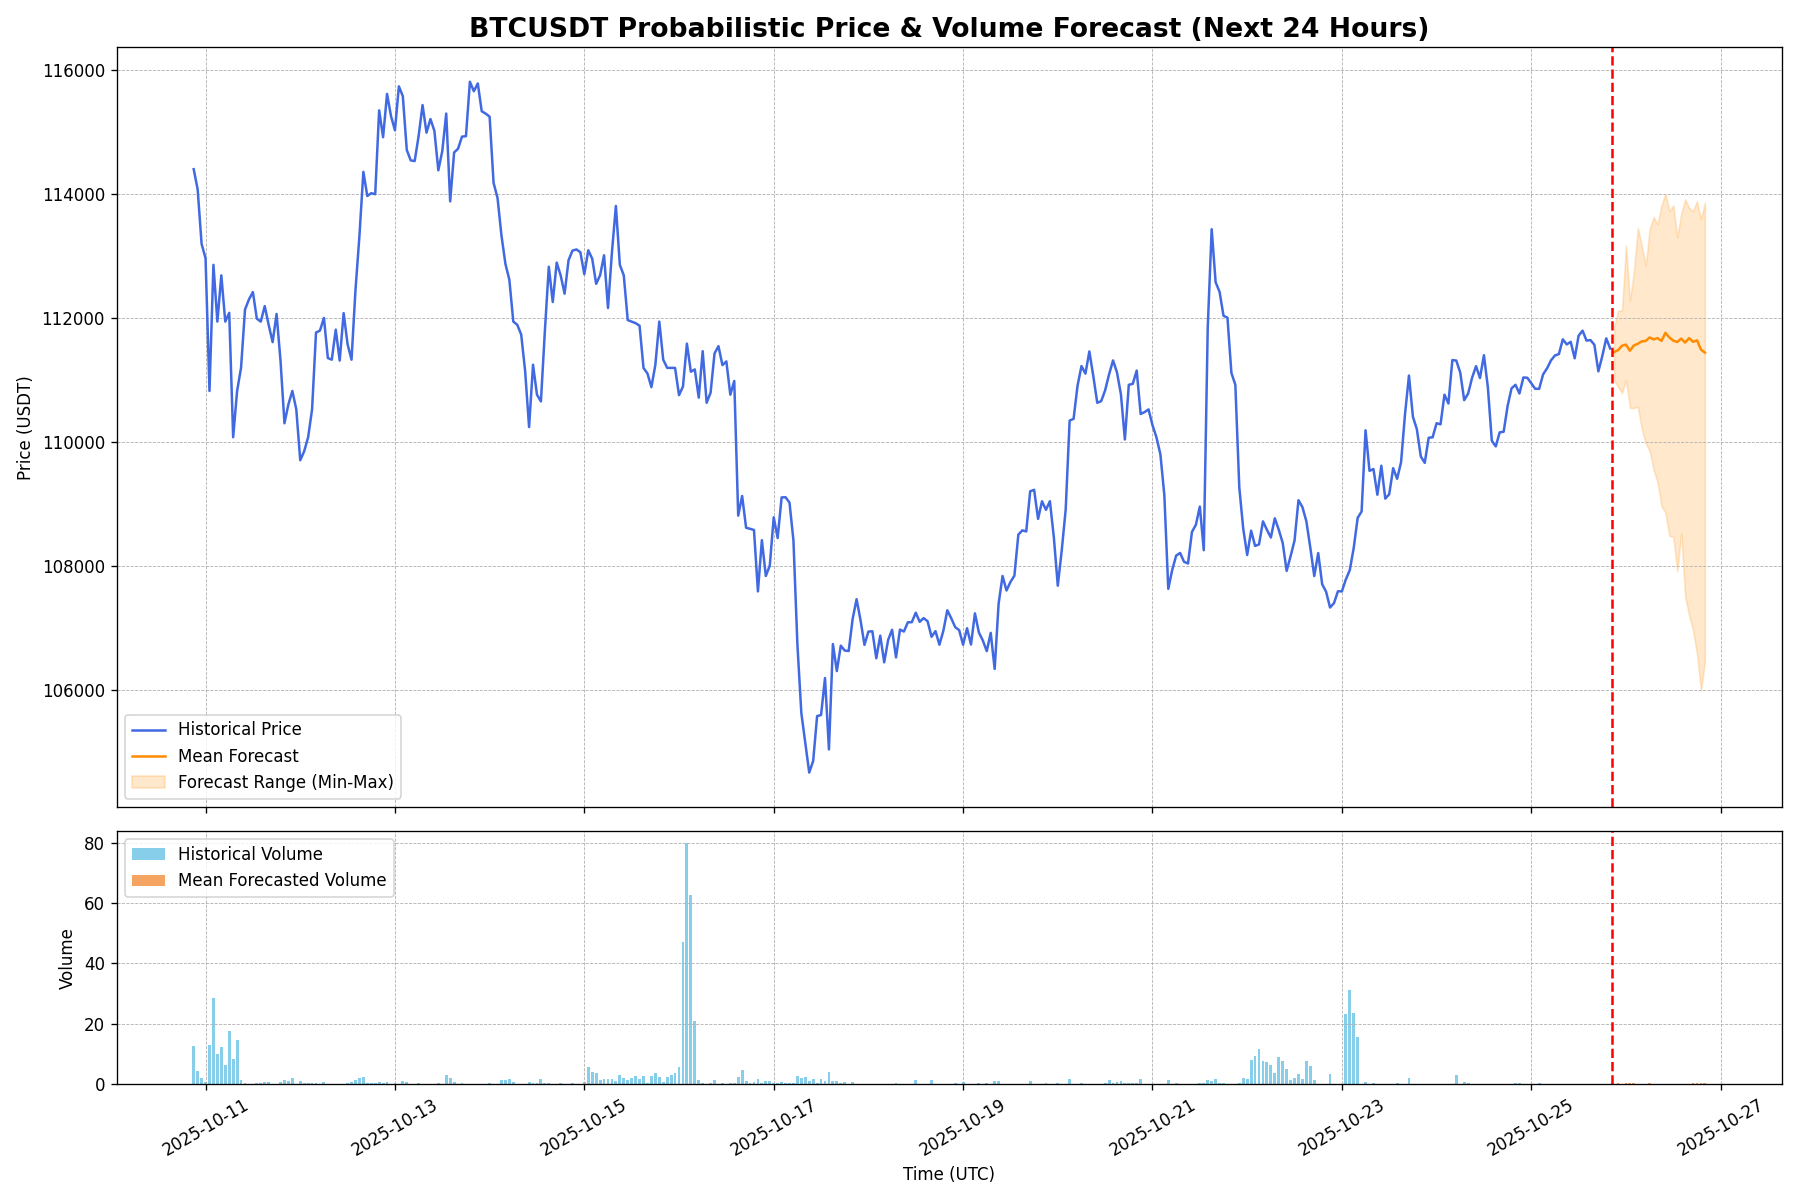 BTCUSDT Probabilistic Price & Volume Forecast (Next 24 Hours)
116000
114000
112000
110000
108000
106000
Price (USDT)
Historical Price
Mean Forecast
Forecast Range (Min-Max)
80
60
40
20
0
Volume
Historical Volume
Mean Forecasted Volume
2025-10-11
2025-10-13
2025-10-15
2025-10-17
2025-10-19
2025-10-21
2025-10-23
2025-10-25
2025-10-27
Time (UTC)